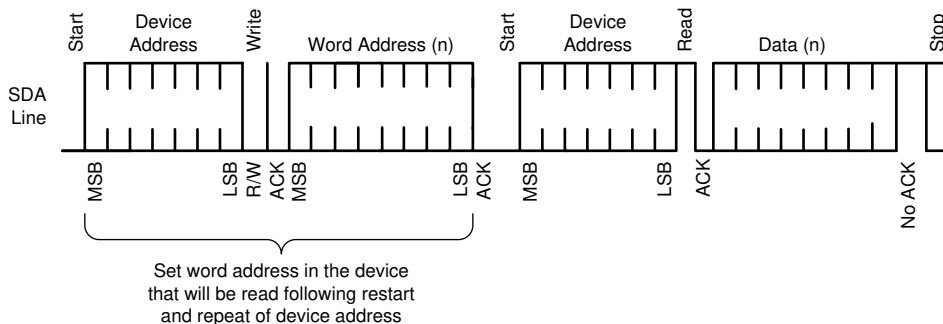 Start
Device
Address
Write
Word Address (n)
Start
Device
Address
Read
Data (n)
Stop
SDA
Line
MSB
LSB
R/W
ACK
MSB
LSB
ACK
MSB
LSB
ACK
No ACK
Set word address in the device
that will be read following restart
and repeat of device address